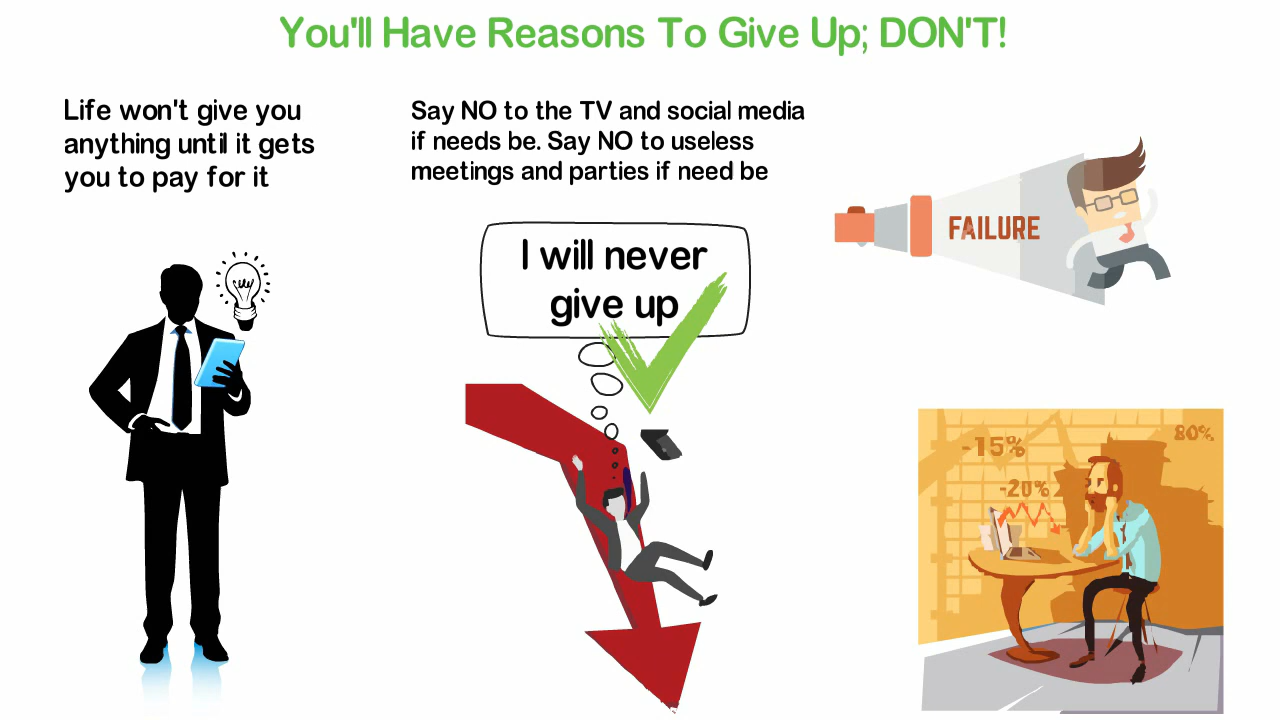 You'll Have Reasons To Give Up; DON'T!
Life won't give you
anything until it gets
you to pay for it
Say NO to the TV and social media
if needs be. Say NO to useless
meetings and parties if need be
I will never
give up
FAILURE
-15%
80%
-20%